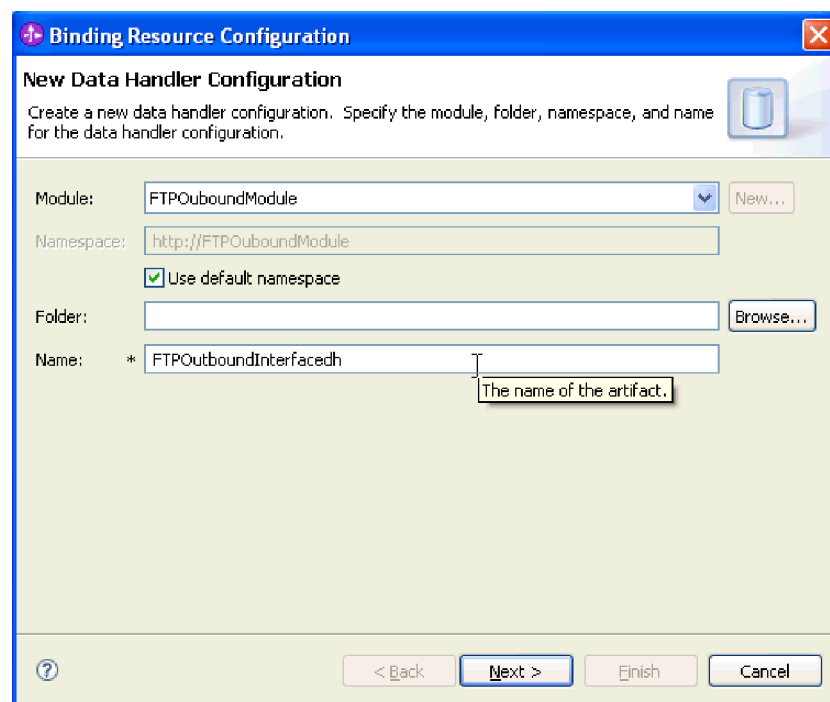 Binding Resource Configuration
New Data Handler Configuration
Create a new data handler configuration. Specify the module, folder, namespace, and name
for the data handler configuration.
Module: FTPOuboundModule New...
Namespace: http://FTPOuboundModule
Use default namespace
Folder: Browse...
Name: * FTPOutboundInterfacedh
The name of the artifact.
? < Back Next > Finish Cancel